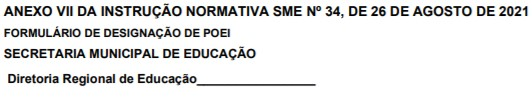 ANEXO VII DA INSTRUÇÃO NORMATIVA SME Nº 34, DE 26 DE AGOSTO DE 2021
FORMULÁRIO DE DESIGNAÇÃO DE POEI
SECRETARIA MUNICIPAL DE EDUCAÇÃO
Diretoria Regional de Educação_________________